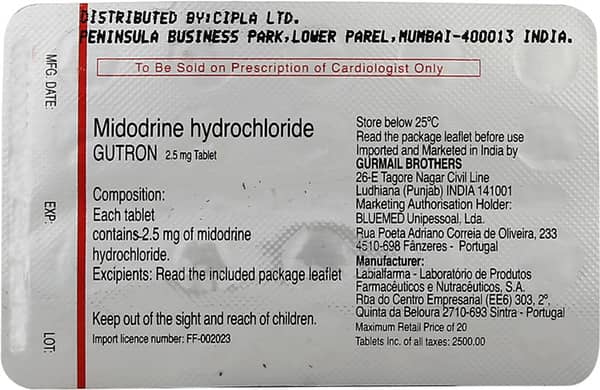 DISTRIBUTED BY:CIPLA LTD.
PENINSULA BUSINESS PARK,LOWER PAREL,MUMBAI-400013 INDIA.
To Be Sold on Prescription of Cardiologist Only
MFG. DATE:
EXP:
LOT:
Midodrine hydrochloride
GUTRON 2.5 mg Tablet
Composition:
Each tablet
contains 2.5 mg of midodrine
hydrochloride.
Excipients: Read the included package leaflet
Keep out of the sight and reach of children.
Import licence number: FF-002023
Store below 25°C
Read the package leaflet before use
Imported and Marketed in India by
GURMAIL BROTHERS
26-E Tagore Nagar Civil Line
Ludhiana (Punjab) INDIA 141001
Marketing Authorisation Holder:
BLUEMED Unipessoal, Lda.
Rua Poeta Adriano Correia de Oliveira, 233
4510-698 Fânzeres - Portugal
Manufacturer:
Labialfarma - Laboratório de Produtos
Farmacêuticos e Nutracêuticos, S.A.
Rba do Centro Empresarial (EE6) 303, 2º,
Quinta da Beloura 2710-693 Sintra - Portugal
Maximum Retail Price of 20
Tablets Inc. of all taxes: 2500.00